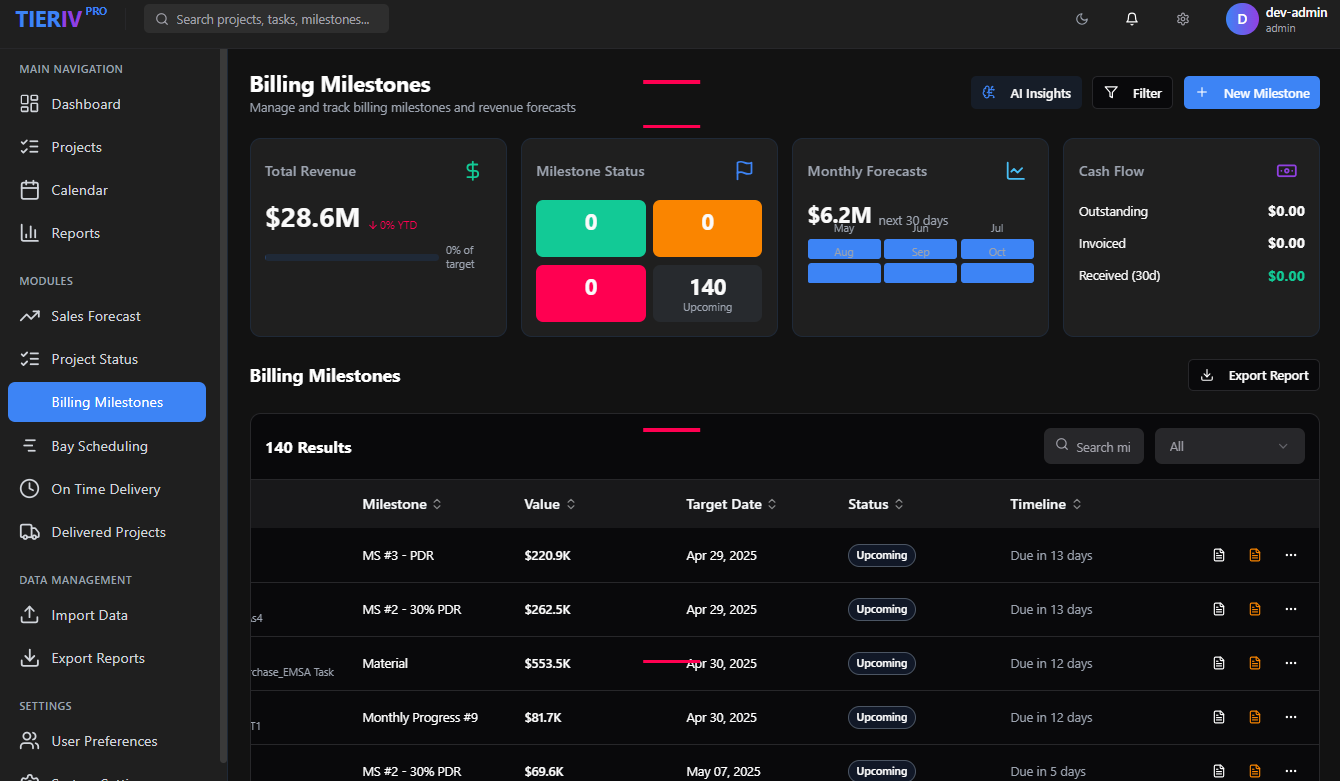 TIERIV PRO
Search projects, tasks, milestones...
D
dev-admin
admin
MAIN NAVIGATION
Dashboard
Projects
Calendar
Reports
MODULES
Sales Forecast
Project Status
Billing Milestones
Bay Scheduling
On Time Delivery
Delivered Projects
DATA MANAGEMENT
Import Data
Export Reports
SETTINGS
User Preferences
Billing Milestones
Manage and track billing milestones and revenue forecasts
AI Insights
Filter
New Milestone
Total Revenue
$28.6M
0% YTD
0% of
target
Milestone Status
0
0
0
140
Upcoming
Monthly Forecasts
$6.2M next 30 days
May Jun Jul
Aug Sep Oct
Cash Flow
Outstanding $0.00
Invoiced $0.00
Received (30d) $0.00
Billing Milestones
Export Report
140 Results
Search mi
All
Milestone Value Target Date Status Timeline
MS #3 - PDR $220.9K Apr 29, 2025 Upcoming Due in 13 days
MS #2 - 30% PDR $262.5K Apr 29, 2025 Upcoming Due in 13 days
Material $553.5K Apr 30, 2025 Upcoming Due in 12 days
rchase_EMSA Task
Monthly Progress #9 $81.7K Apr 30, 2025 Upcoming Due in 12 days
T1
MS #2 - 30% PDR $69.6K May 07, 2025 Upcoming Due in 5 days